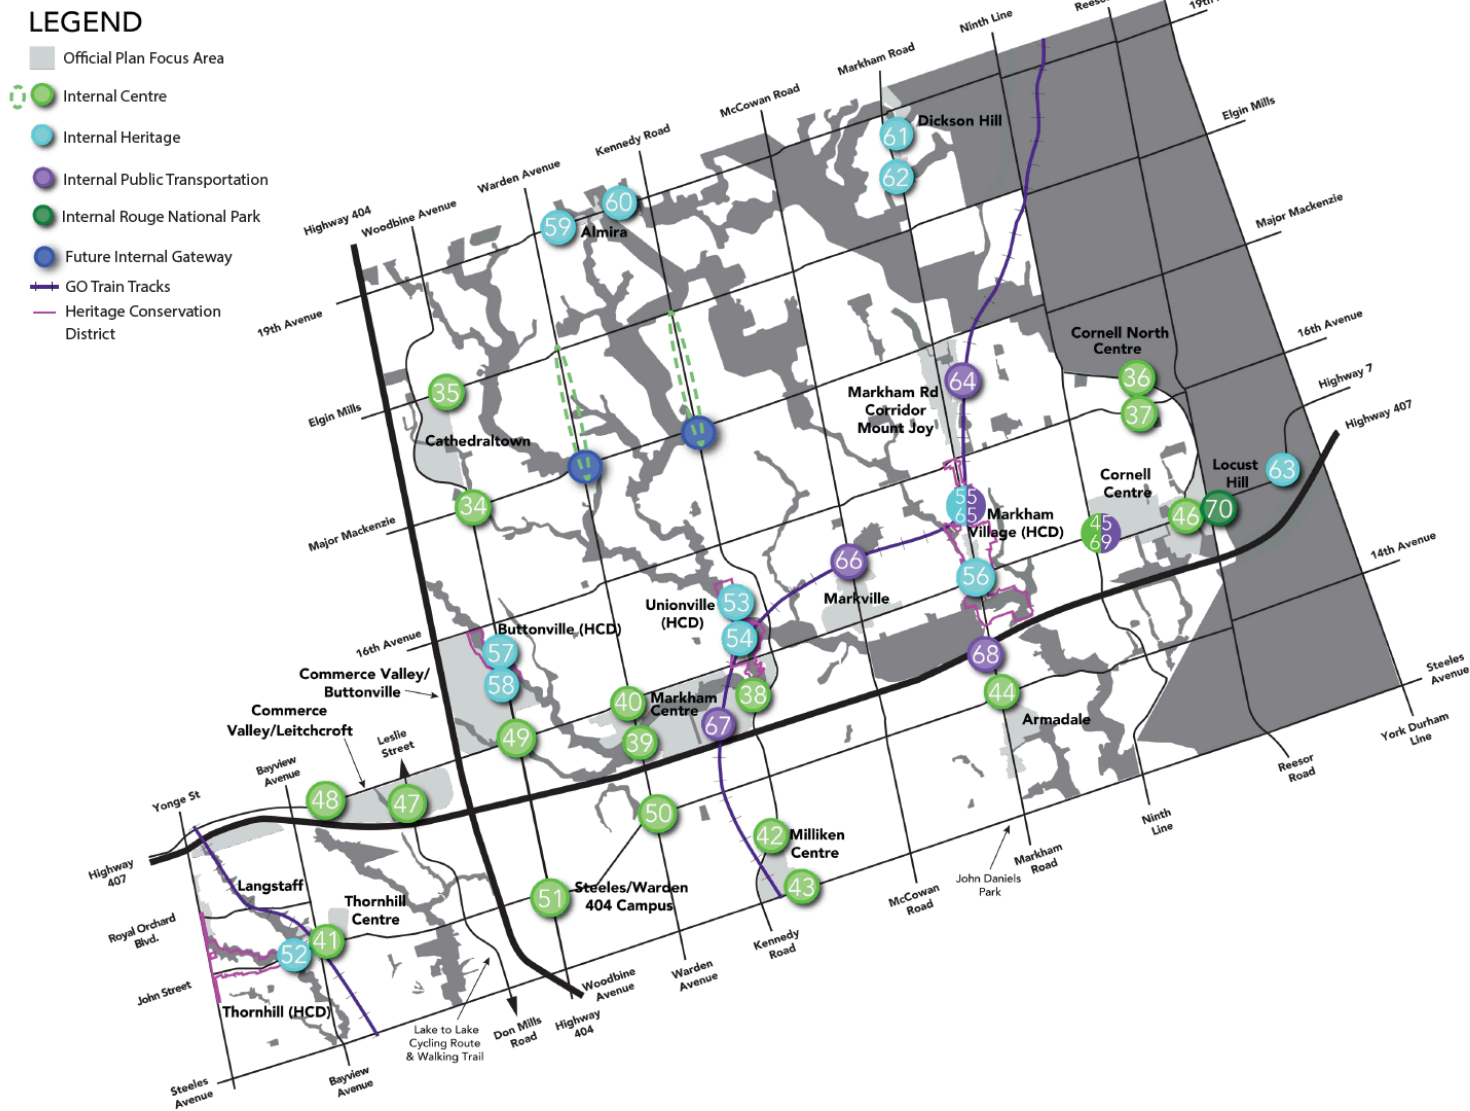 LEGEND
Official Plan Focus Area
Internal Centre
Internal Heritage
Internal Public Transportation
Internal Rouge National Park
Future Internal Gateway
GO Train Tracks
Heritage Conservation
District
Ninth Line
Markham Road
McCowan Road
Kennedy Road
Warden Avenue
Woodbine Avenue
Highway 404
Elgin Mills
Major Mackenzie
16th Avenue
Highway 7
Highway 407
14th Avenue
Steeles
Avenue
York Durham
Line
Reesor
Road
Ninth
Line
Markham
Road
John Daniels
Park
McCowan
Road
Kennedy
Road
Warden
Avenue
Woodbine
Avenue
Highway
404
Don Mills
Road
Lake to Lake
Cycling Route
& Walking Trail
Bayview
Avenue
Steeles
Avenue
John Street
Royal Orchard
Blvd.
Highway
407
Yonge St
Bayview
Avenue
Leslie
Street
16th Avenue
Major Mackenzie
Elgin Mills
19th Avenue
61
Dickson Hill
62
60
59
Almira
35
Cathedraltown
34
64
Markham Rd
Corridor
Mount Joy
Cornell North
Centre
36
37
Cornell
Centre
Locust
Hill
63
46
70
45
69
55
65
Markham
Village (HCD)
56
66
Markville
Unionville
(HCD)
53
54
Buttonville (HCD)
57
58
Commerce Valley/
Buttonville
Commerce
Valley/Leitchcroft
49
40
Markham
Centre
39
38
67
68
44
Armadale
48
47
50
42
Milliken
Centre
43
51
Steeles/Warden
404 Campus
Langstaff
Thornhill
Centre
41
52
Thornhill (HCD)